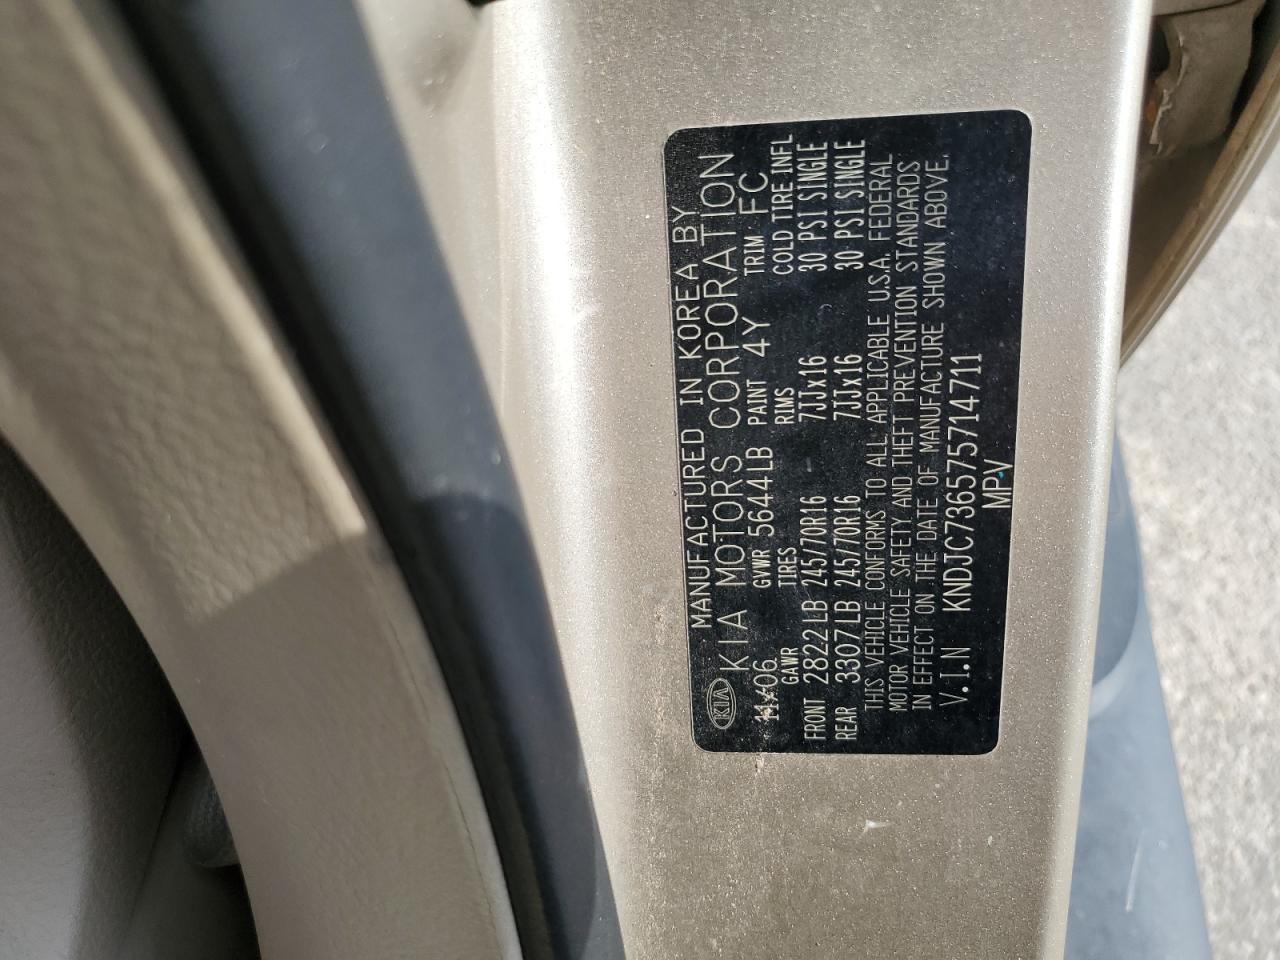 MANUFACTURED IN KOREA BY
KIA KIA MOTORS CORPORATION
11/06 GVWR 5644LB PAINT 4Y TRIM FC
GAWR TIRES RIMS COLD TIRE INFL
FRONT 2822LB 245/70R16 7JJx16 30 PSI SINGLE
REAR 3307LB 245/70R16 7JJx16 30 PSI SINGLE
THIS VEHICLE CONFORMS TO ALL APPLICABLE U.S.A. FEDERAL
MOTOR VEHICLE SAFETY AND THEFT PREVENTION STANDARDS
IN EFFECT ON THE DATE OF MANUFACTURE SHOWN ABOVE.
V.I.N KNDJC736575714711
MPV